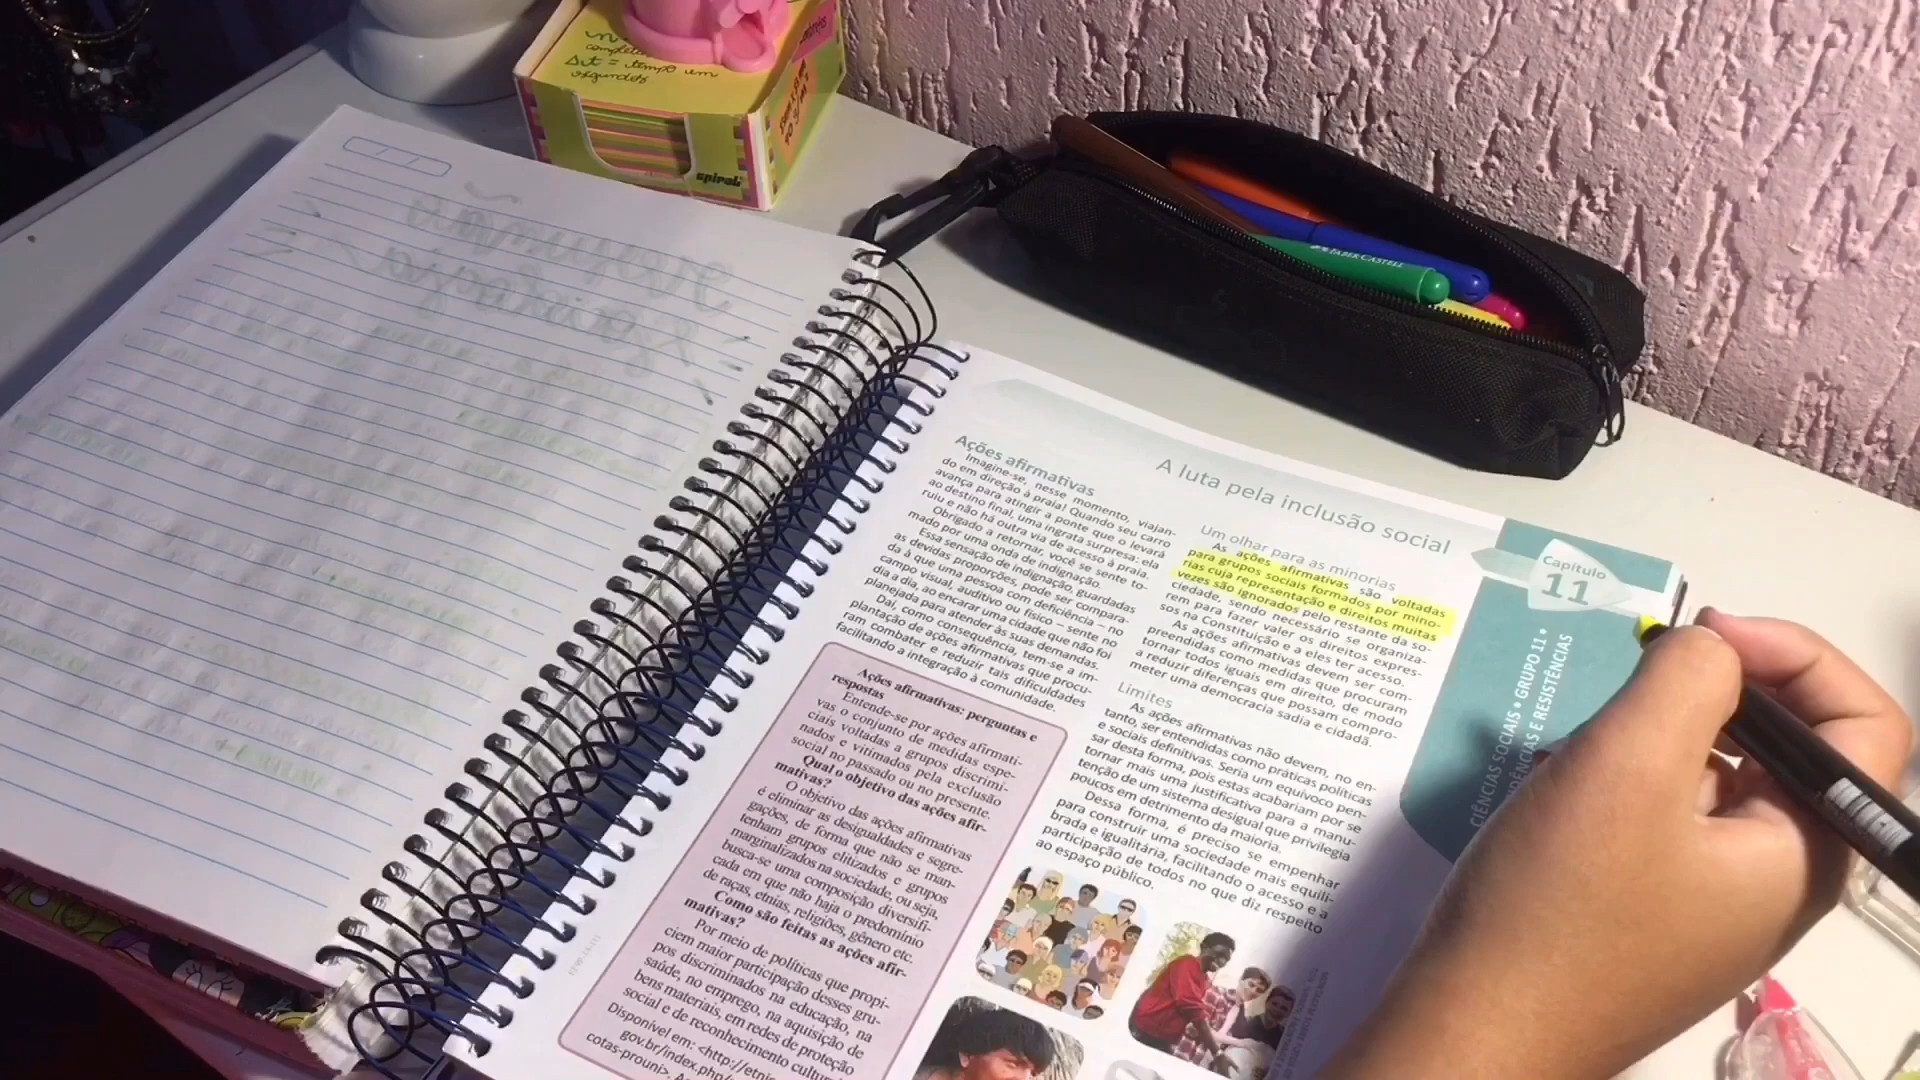 complet
Δt = tempo em
segundos
spiral
FABER-CASTELL
A luta pela inclusão social
Capítulo
11
CIÊNCIAS SOCIAIS • GRUPO 11 •
E RESISTÊNCIAS
Ações afirmativas
Imagine-se, nesse momento, viajan-
do em direção à praia! Quando seu carro
avança para atingir a ponte que o levará
ao destino final, uma ingrata surpresa: ela
ruiu e não há outra via de acesso à praia.
Obrigado a retornar, você se sente to-
mado por uma onda de indignação.
Essa sensação de indignação, guardadas
as devidas proporções, pode ser compara-
da à que uma pessoa com deficiência – no
campo visual, auditivo ou físico – sente no
dia a dia, ao encarar uma cidade que não foi
planejada para atender às suas demandas.
Daí, como consequência, tem-se a im-
plantação de ações afirmativas que procu-
ram combater e reduzir tais dificuldades
facilitando a integração à comunidade.
Ações afirmativas: perguntas e
respostas
Entende-se por ações afirmati-
vas o conjunto de medidas espe-
ciais voltadas a grupos discrimi-
nados e vitimados pela exclusão
social no passado ou no presente.
Qual o objetivo das ações afir-
mativas?
O objetivo das ações afirmativas
é eliminar as desigualdades e segre-
gações, de forma que não se man-
tenham grupos elitizados e grupos
marginalizados na sociedade, ou seja,
busca-se uma composição diversifi-
cada em que não haja o predomínio
de raças, etnias, religiões, gênero etc.
Como são feitas as ações afir-
mativas?
Por meio de políticas que propi-
ciem maior participação desses gru-
pos discriminados na educação, na
saúde, no emprego, na aquisição de
bens materiais, em redes de proteção
social e de reconhecimento cultural
Disponível em: <http://etni
gov.br/index.php/
cotas-prouni>.
Um olhar para as minorias
As ações afirmativas são voltadas
para grupos sociais formados por mino-
rias cuja representação e direitos muitas
vezes são ignorados pelo restante da so-
ciedade, sendo necessário se organiza-
rem para fazer valer os direitos expres-
sos na Constituição e a eles ter acesso.
As ações afirmativas devem ser com-
preendidas como medidas que procuram
tornar todos iguais em direito, de modo
a reduzir diferenças que possam compro-
meter uma democracia sadia e cidadã.
Limites
As ações afirmativas não devem, no en-
tanto, ser entendidas como práticas políticas
e sociais definitivas. Seria um equívoco pen-
sar desta forma, pois estas acabariam por se
tornar mais uma justificativa para a manu-
tenção de um sistema desigual que privilegia
poucos em detrimento da maioria.
Dessa forma, é preciso se empenhar
para construir uma sociedade mais equili-
brada e igualitária, facilitando o acesso e a
participação de todos no que diz respeito
ao espaço público.